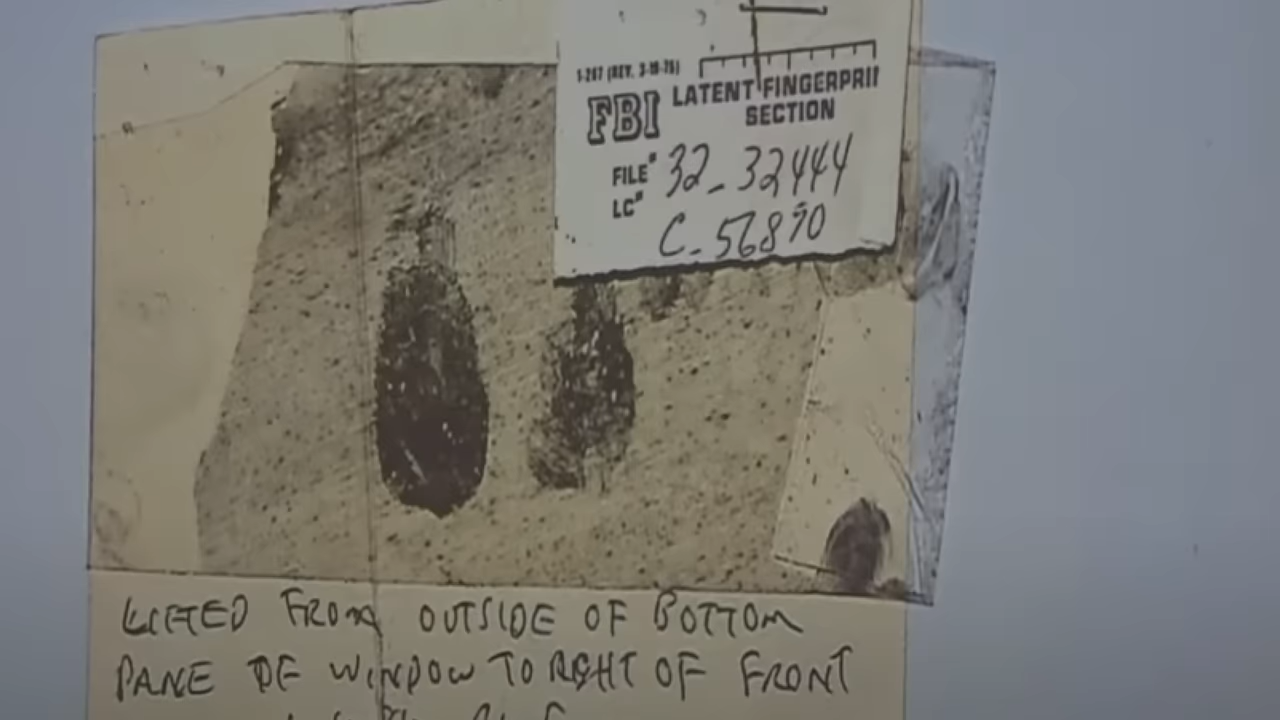 1-267 (REV. 3-19-75)
FBI LATENT FINGERPRI
SECTION
FILE# 32-32444
LC# C-56870
LIFTED FROM OUTSIDE OF BOTTOM
PANE OF WINDOW TO RIGHT OF FRONT